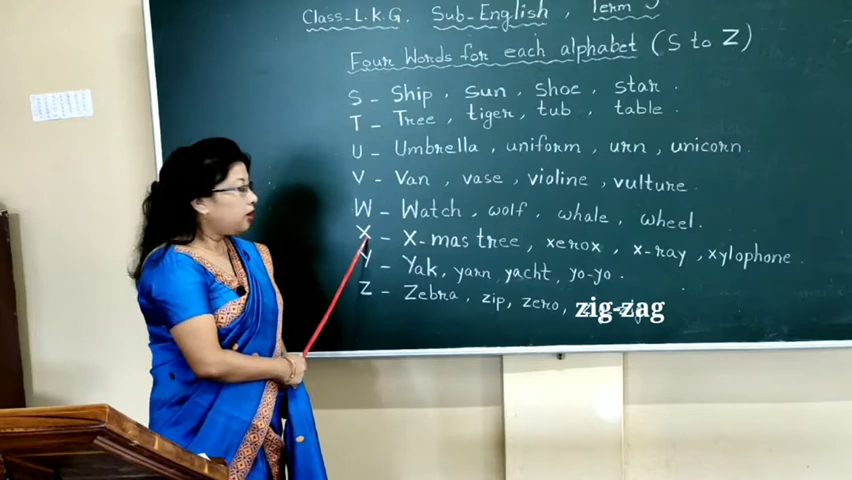 Class-L.K.G. Sub-English, Term
Four Words for each alphabet (S to Z)
S - Ship, sun, shoe, star.
T - Tree, tiger, tub, table.
U - Umbrella, uniform, urn, unicorn.
V - Van, vase, violine, vulture.
W - Watch, wolf, whale, wheel.
X - X-mas tree, xerox, x-ray, xylophone.
Y - Yak, yarn, yacht, yo-yo.
Z - Zebra, zip, zero, zig-zag